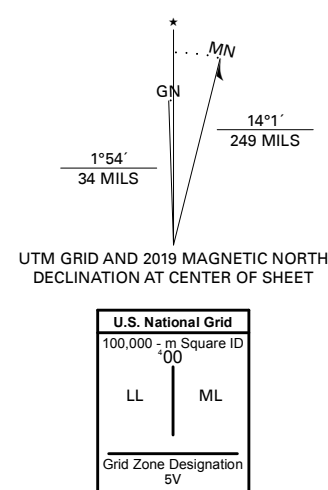 ★
MN
GN
14°1´
249 MILS
1°54´
34 MILS
UTM GRID AND 2019 MAGNETIC NORTH
DECLINATION AT CENTER OF SHEET
U.S. National Grid
100,000 - m Square ID
⁴00
LL ML
Grid Zone Designation
5V